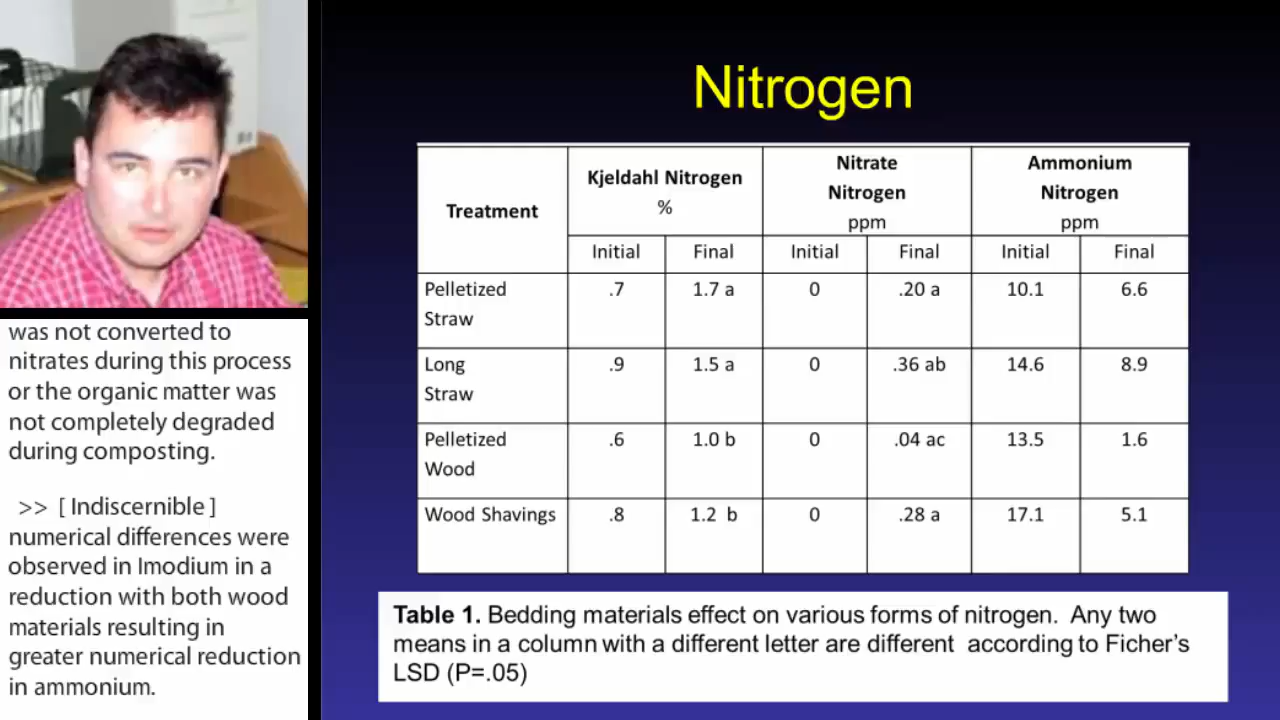 Nitrogen
Treatment
Kjeldahl Nitrogen
%
Nitrate
Nitrogen
ppm
Ammonium
Nitrogen
ppm
Initial Final Initial Final Initial Final
Pelletized
Straw
.7 1.7 a 0 .20 a 10.1 6.6
Long
Straw
.9 1.5 a 0 .36 ab 14.6 8.9
Pelletized
Wood
.6 1.0 b 0 .04 ac 13.5 1.6
Wood Shavings .8 1.2 b 0 .28 a 17.1 5.1
Table 1. Bedding materials effect on various forms of nitrogen. Any two
means in a column with a different letter are different according to Ficher's
LSD (P=.05)
was not converted to
nitrates during this process
or the organic matter was
not completely degraded
during composting.
>> [ Indiscernible ]
numerical differences were
observed in Imodium in a
reduction with both wood
materials resulting in
greater numerical reduction
in ammonium.